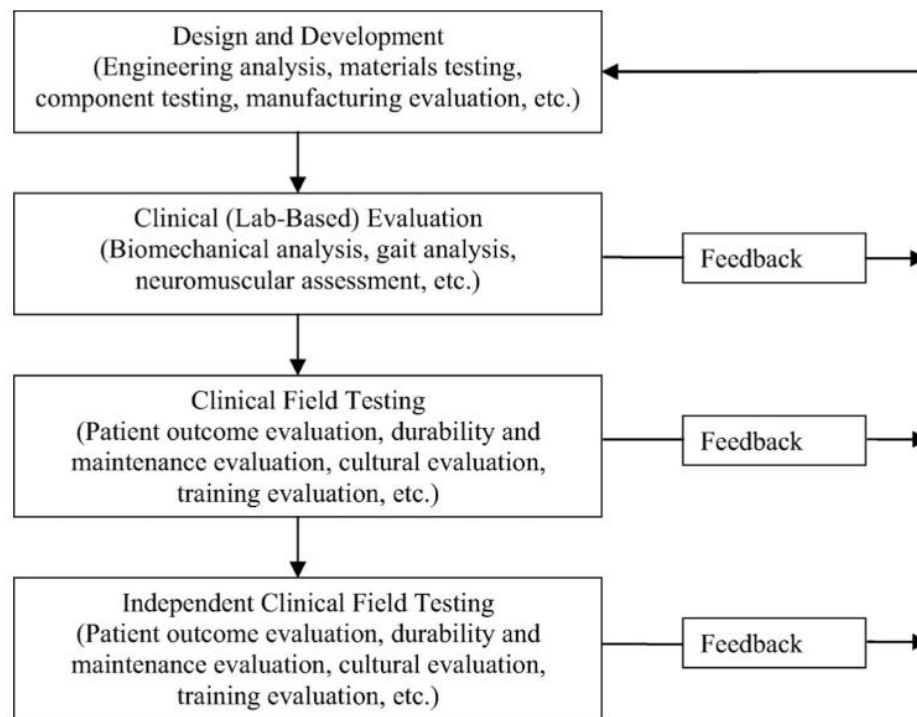 Design and Development
(Engineering analysis, materials testing,
component testing, manufacturing evaluation, etc.)
Clinical (Lab-Based) Evaluation
(Biomechanical analysis, gait analysis,
neuromuscular assessment, etc.)
Feedback
Clinical Field Testing
(Patient outcome evaluation, durability and
maintenance evaluation, cultural evaluation,
training evaluation, etc.)
Feedback
Independent Clinical Field Testing
(Patient outcome evaluation, durability and
maintenance evaluation, cultural evaluation,
training evaluation, etc.)
Feedback